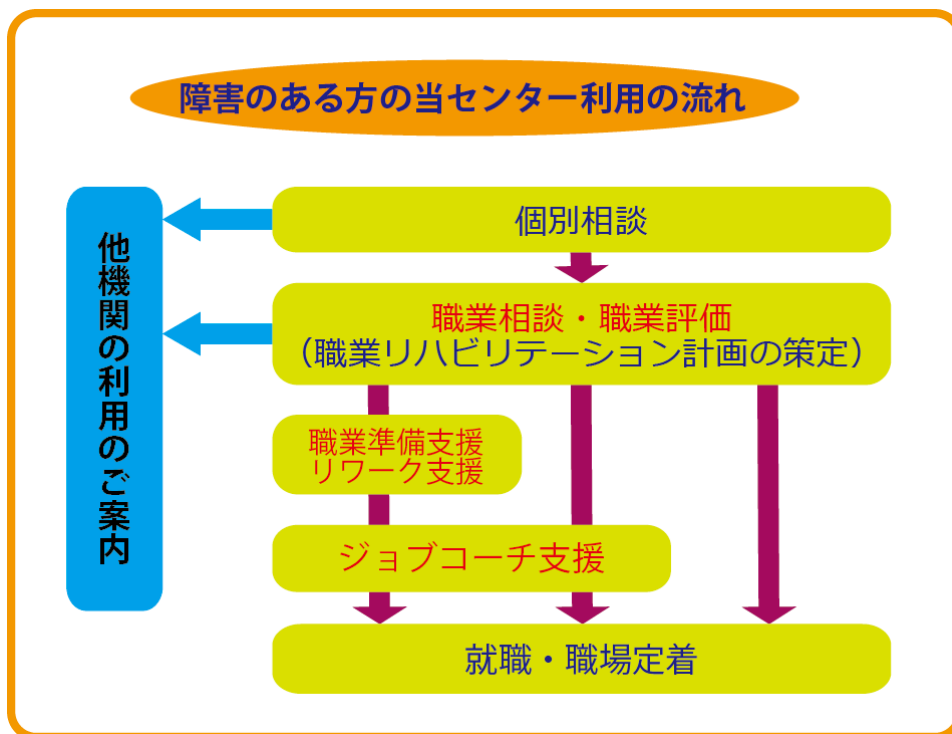 障害のある方の当センター利用の流れ
他機関の利用のご案内
個別相談
職業相談・職業評価
（職業リハビリテーション計画の策定）
職業準備支援
リワーク支援
ジョブコーチ支援
就職・職場定着